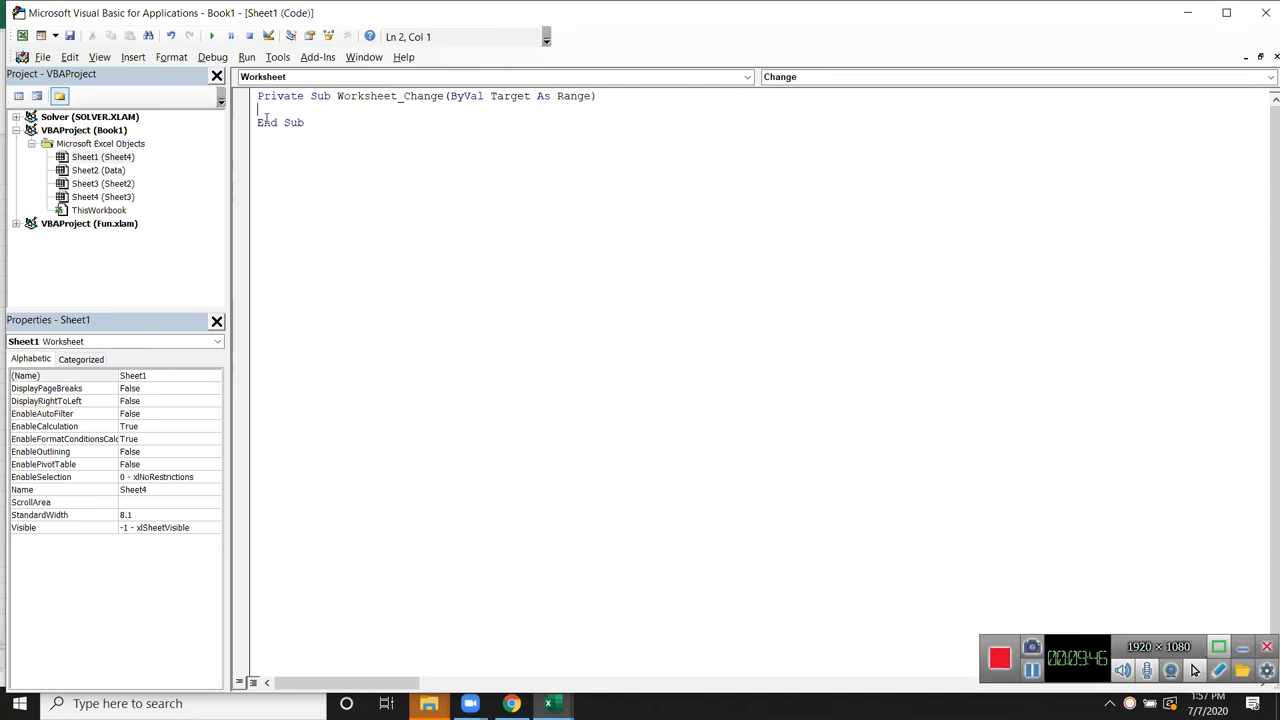 Microsoft Visual Basic for Applications - Book1 - [Sheet1 (Code)]
Ln 2, Col 1
File Edit View Insert Format Debug Run Tools Add-Ins Window Help
Project - VBAProject
Solver (SOLVER.XLAM)
VBAProject (Book1)
Microsoft Excel Objects
Sheet1 (Sheet4)
Sheet2 (Data)
Sheet3 (Sheet2)
Sheet4 (Sheet3)
ThisWorkbook
VBAProject (Fun.xlam)
Properties - Sheet1
Sheet1 Worksheet
Alphabetic Categorized
(Name) Sheet1
DisplayPageBreaks False
DisplayRightToLeft False
EnableAutoFilter False
EnableCalculation True
EnableFormatConditionsCalc True
EnableOutlining False
EnablePivotTable False
EnableSelection 0 - xlNoRestrictions
Name Sheet4
ScrollArea
StandardWidth 8.1
Visible -1 - xlSheetVisible
Worksheet Change
Private Sub Worksheet_Change(ByVal Target As Range)
End Sub
1920 × 1080
00:09:46
Type here to search
1:57 PM
7/7/2020